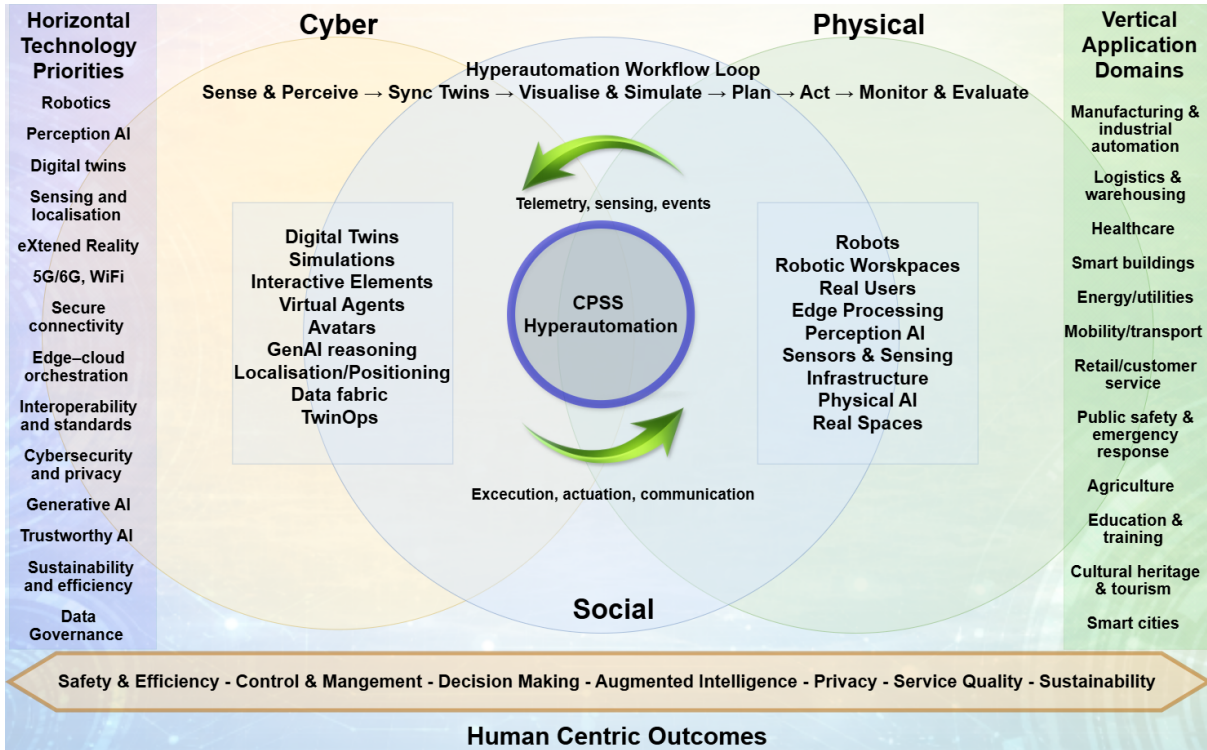 Horizontal
Technology
Priorities
Robotics
Perception AI
Digital twins
Sensing and
localisation
eXtened Reality
5G/6G, WiFi
Secure
connectivity
Edge–cloud
orchestration
Interoperability
and standards
Cybersecurity
and privacy
Generative AI
Trustworthy AI
Sustainability
and efficiency
Data
Governance
Cyber
Physical
Hyperautomation Workflow Loop
Sense & Perceive → Sync Twins → Visualise & Simulate → Plan → Act → Monitor & Evaluate
Telemetry, sensing, events
Digital Twins
Simulations
Interactive Elements
Virtual Agents
Avatars
GenAI reasoning
Localisation/Positioning
Data fabric
TwinOps
CPSS
Hyperautomation
Robots
Robotic Worskpaces
Real Users
Edge Processing
Perception AI
Sensors & Sensing
Infrastructure
Physical AI
Real Spaces
Excecution, actuation, communication
Social
Vertical
Application
Domains
Manufacturing &
industrial
automation
Logistics &
warehousing
Healthcare
Smart buildings
Energy/utilities
Mobility/transport
Retail/customer
service
Public safety &
emergency
response
Agriculture
Education &
training
Cultural heritage
& tourism
Smart cities
Safety & Efficiency - Control & Mangement - Decision Making - Augmented Intelligence - Privacy - Service Quality - Sustainability
Human Centric Outcomes